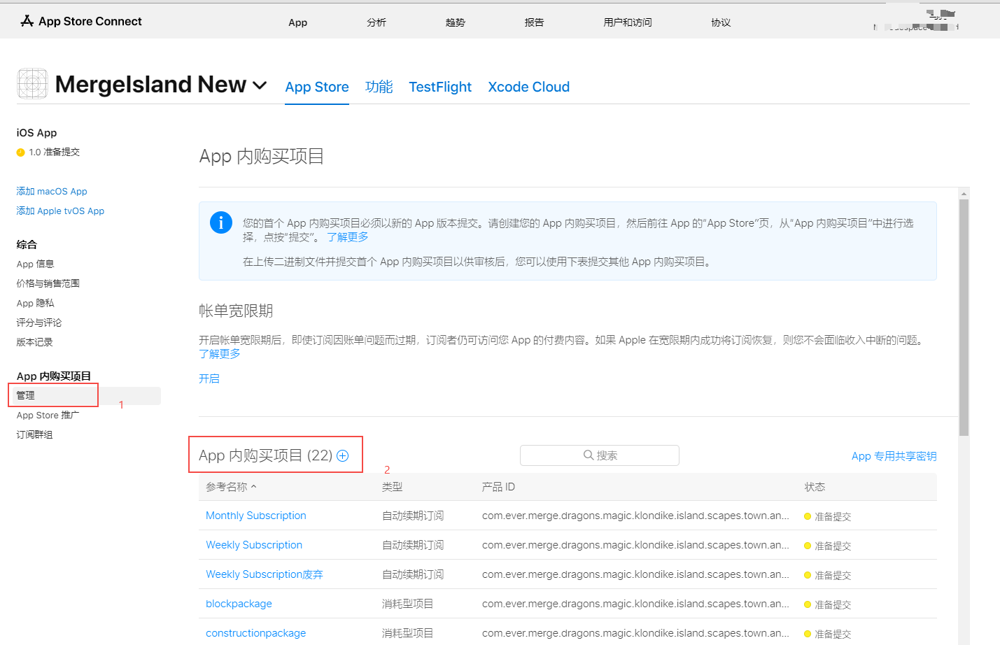 App Store Connect
App
分析
趋势
报告
用户和访问
协议
MergeIsland New
App Store
功能
TestFlight
Xcode Cloud
iOS App
1.0 准备提交
添加 macOS App
添加 Apple tvOS App
综合
App 信息
价格与销售范围
App 隐私
评分与评论
版本记录
App 内购买项目
管理
1
App Store 推广
订阅群组
App 内购买项目
您的首个 App 内购买项目必须以新的 App 版本提交。请创建您的 App 内购买项目，然后前往 App 的“App Store”页，从“App 内购买项目”中进行选
择，点按“提交”。 了解更多
在上传二进制文件并提交首个 App 内购买项目以供审核后，您可以使用下表提交其他 App 内购买项目。
帐单宽限期
开启帐单宽限期后，即使订阅因账单问题而过期，订阅者仍可访问您 App 的付费内容。如果 Apple 在宽限期内成功将订阅恢复，则您不会面临收入中断的问题。
了解更多
开启
App 内购买项目 (22)
2
搜索
App 专用共享密钥
参考名称 类型 产品 ID 状态
Monthly Subscription 自动续期订阅 com.ever.merge.dragons.magic.klondike.island.scapes.town.an... 准备提交
Weekly Subscription 自动续期订阅 com.ever.merge.dragons.magic.klondike.island.scapes.town.an... 准备提交
Weekly Subscription废弃 自动续期订阅 com.ever.merge.dragons.magic.klondike.island.scapes.town.an... 准备提交
blockpackage 消耗型项目 com.ever.merge.dragons.magic.klondike.island.scapes.town.an... 准备提交
constructionpackage 消耗型项目 com.ever.merge.dragons.magic.klondike.island.scapes.town.an... 准备提交